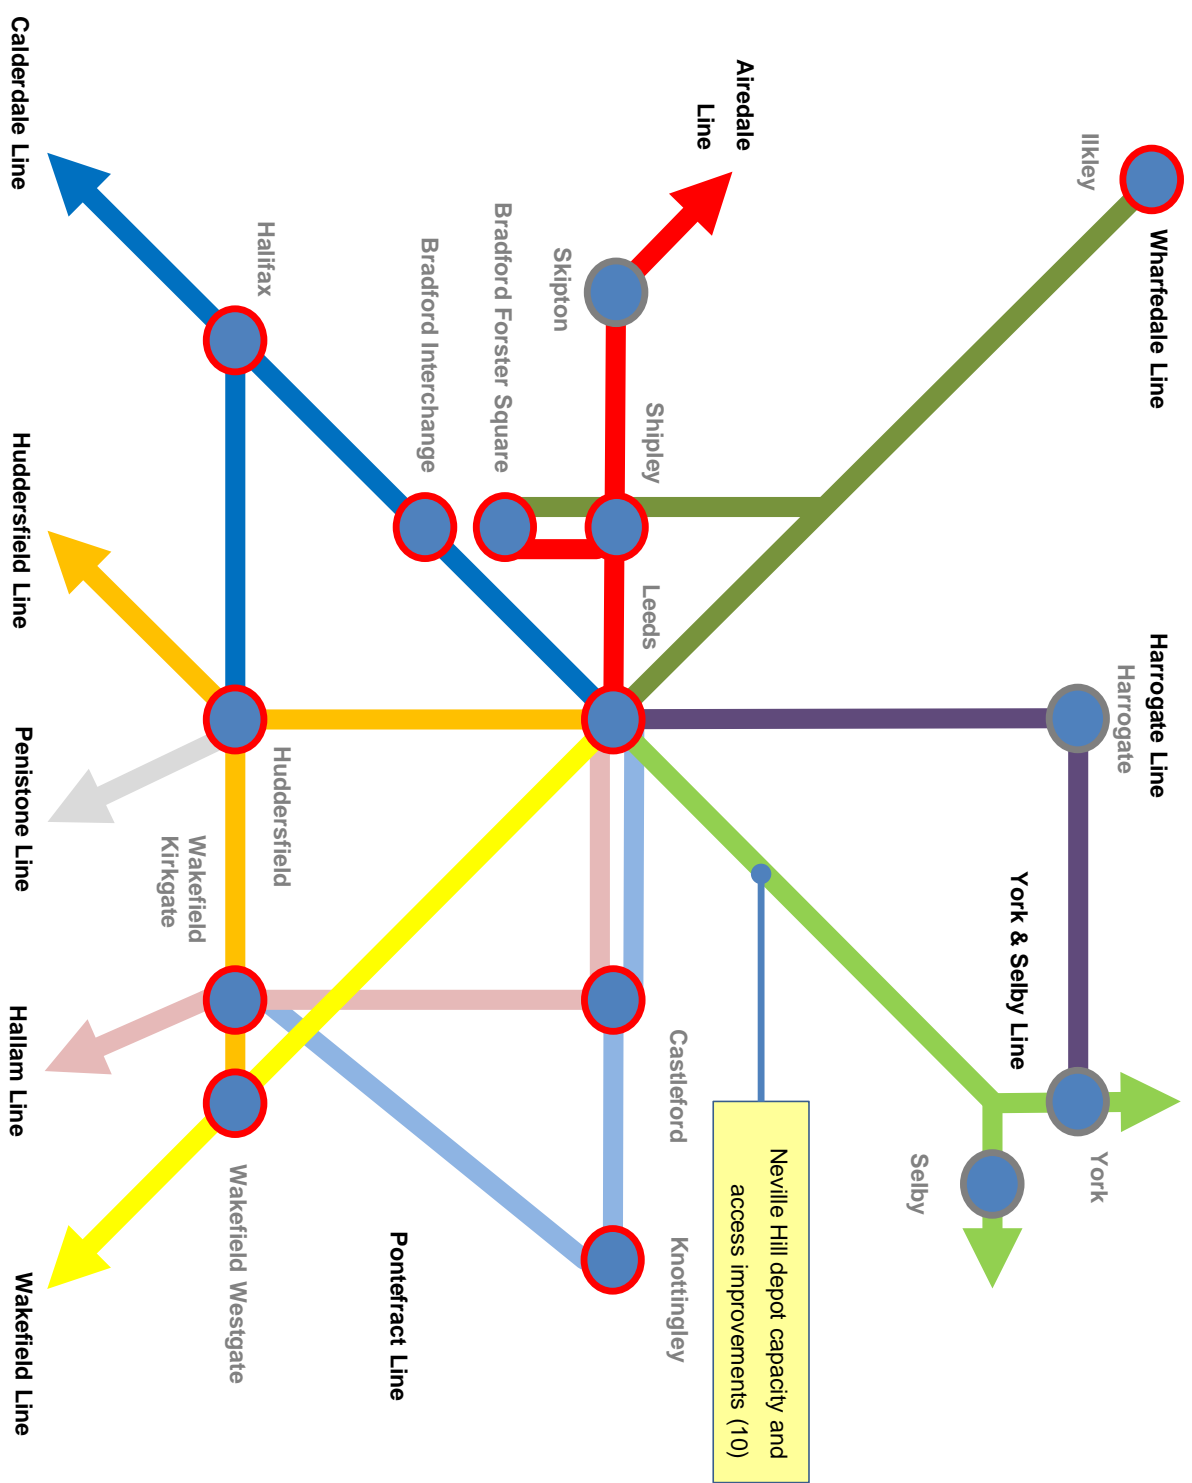 Wharfedale Line
Ilkley
Harrogate Line
Harrogate
York & Selby Line
York
Selby
Airedale
Line
Skipton
Shipley
Leeds
Bradford Forster Square
Bradford Interchange
Neville Hill depot capacity and
access improvements (10)
Castleford
Knottingley
Pontefract Line
Halifax
Huddersfield
Wakefield
Kirkgate
Wakefield Westgate
Calderdale Line
Huddersfield Line
Penistone Line
Hallam Line
Wakefield Line